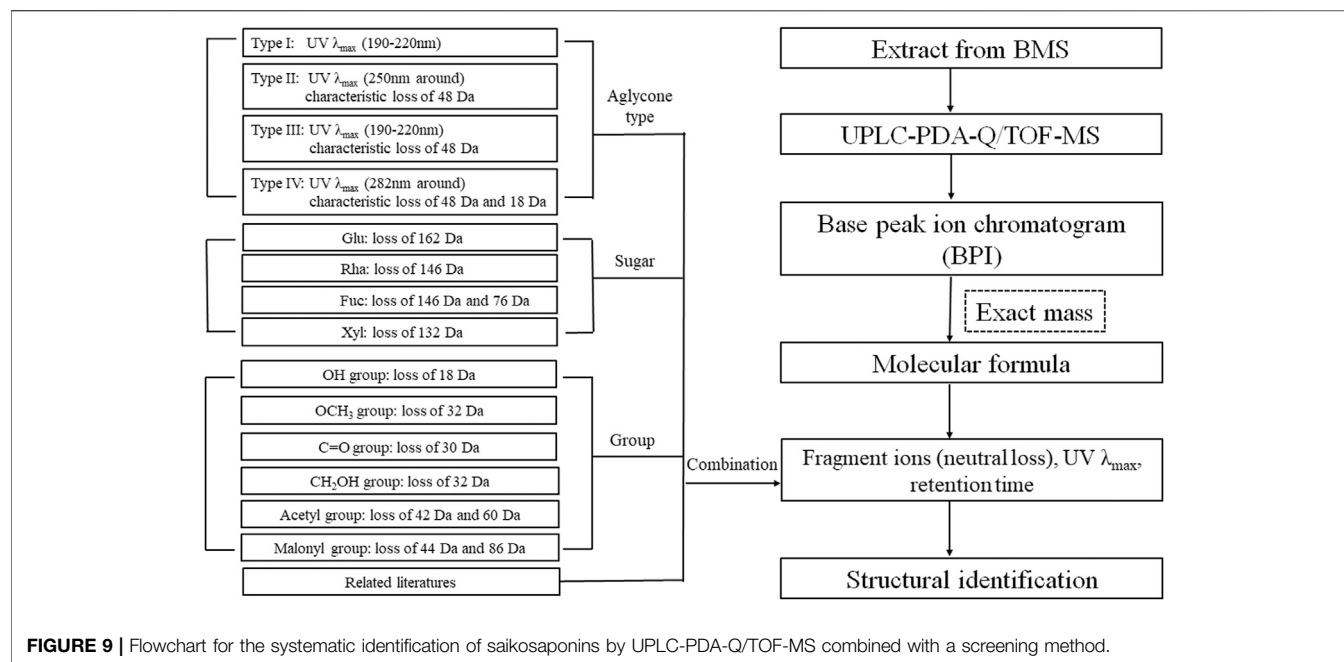 Type I: UV λmax (190-220nm)
Type II: UV λmax (250nm around)
characteristic loss of 48 Da
Type III: UV λmax (190-220nm)
characteristic loss of 48 Da
Type IV: UV λmax (282nm around)
characteristic loss of 48 Da and 18 Da
Aglycone
type
Glu: loss of 162 Da
Rha: loss of 146 Da
Fuc: loss of 146 Da and 76 Da
Xyl: loss of 132 Da
Sugar
OH group: loss of 18 Da
OCH₃ group: loss of 32 Da
C=O group: loss of 30 Da
CH₂OH group: loss of 32 Da
Acetyl group: loss of 42 Da and 60 Da
Malonyl group: loss of 44 Da and 86 Da
Group
Related literatures
Combination
Extract from BMS
UPLC-PDA-Q/TOF-MS
Base peak ion chromatogram
(BPI)
Exact mass
Molecular formula
Fragment ions (neutral loss), UV λmax,
retention time
Structural identification
FIGURE 9 | Flowchart for the systematic identification of saikosaponins by UPLC-PDA-Q/TOF-MS combined with a screening method.